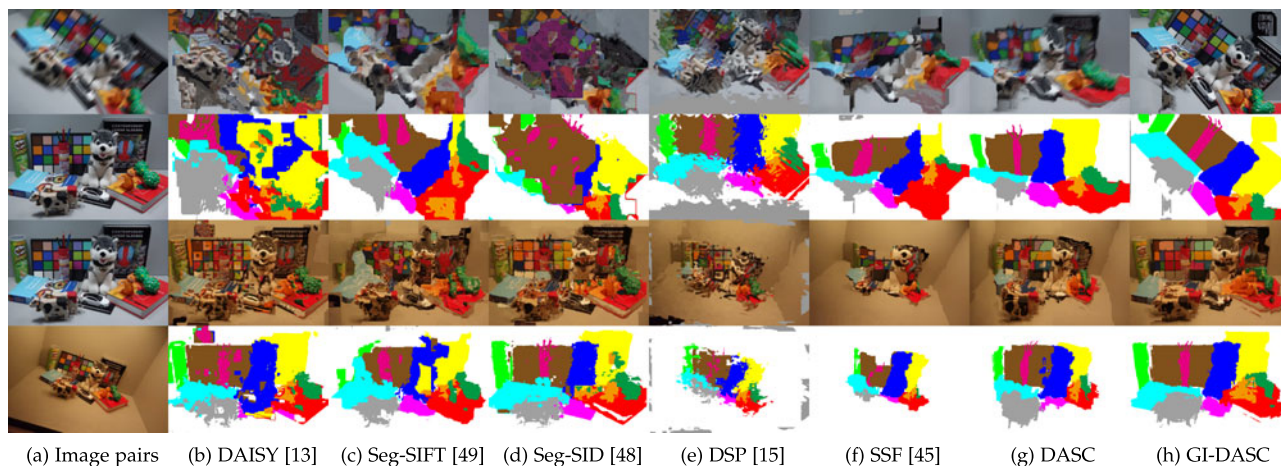 (a) Image pairs (b) DAISY [13] (c) Seg-SIFT [49] (d) Seg-SID [48] (e) DSP [15] (f) SSF [45] (g) DASC (h) GI-DASC